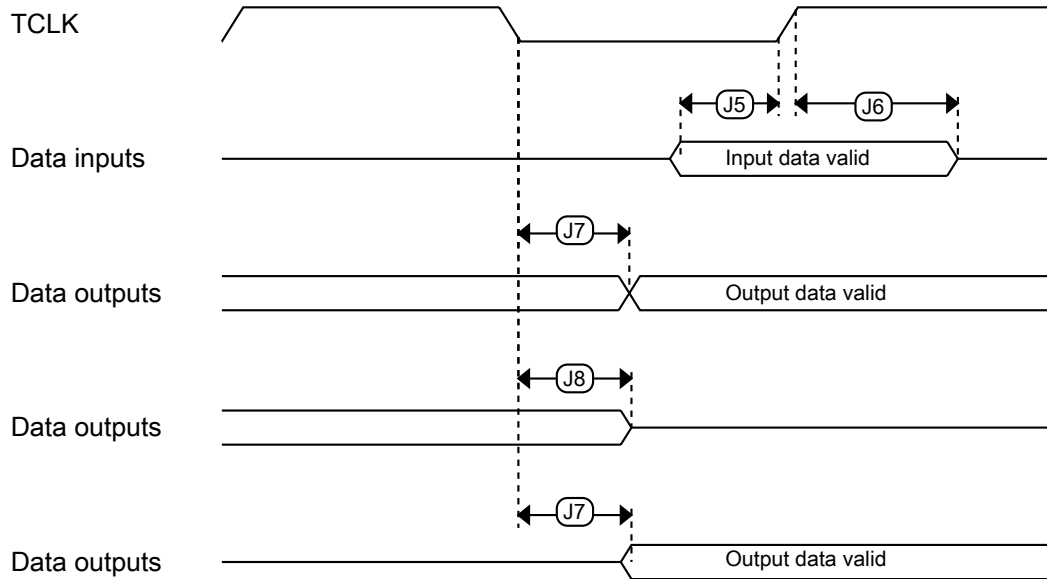 TCLK
J5
J6
Data inputs
Input data valid
J7
Data outputs
Output data valid
J8
Data outputs
J7
Data outputs
Output data valid